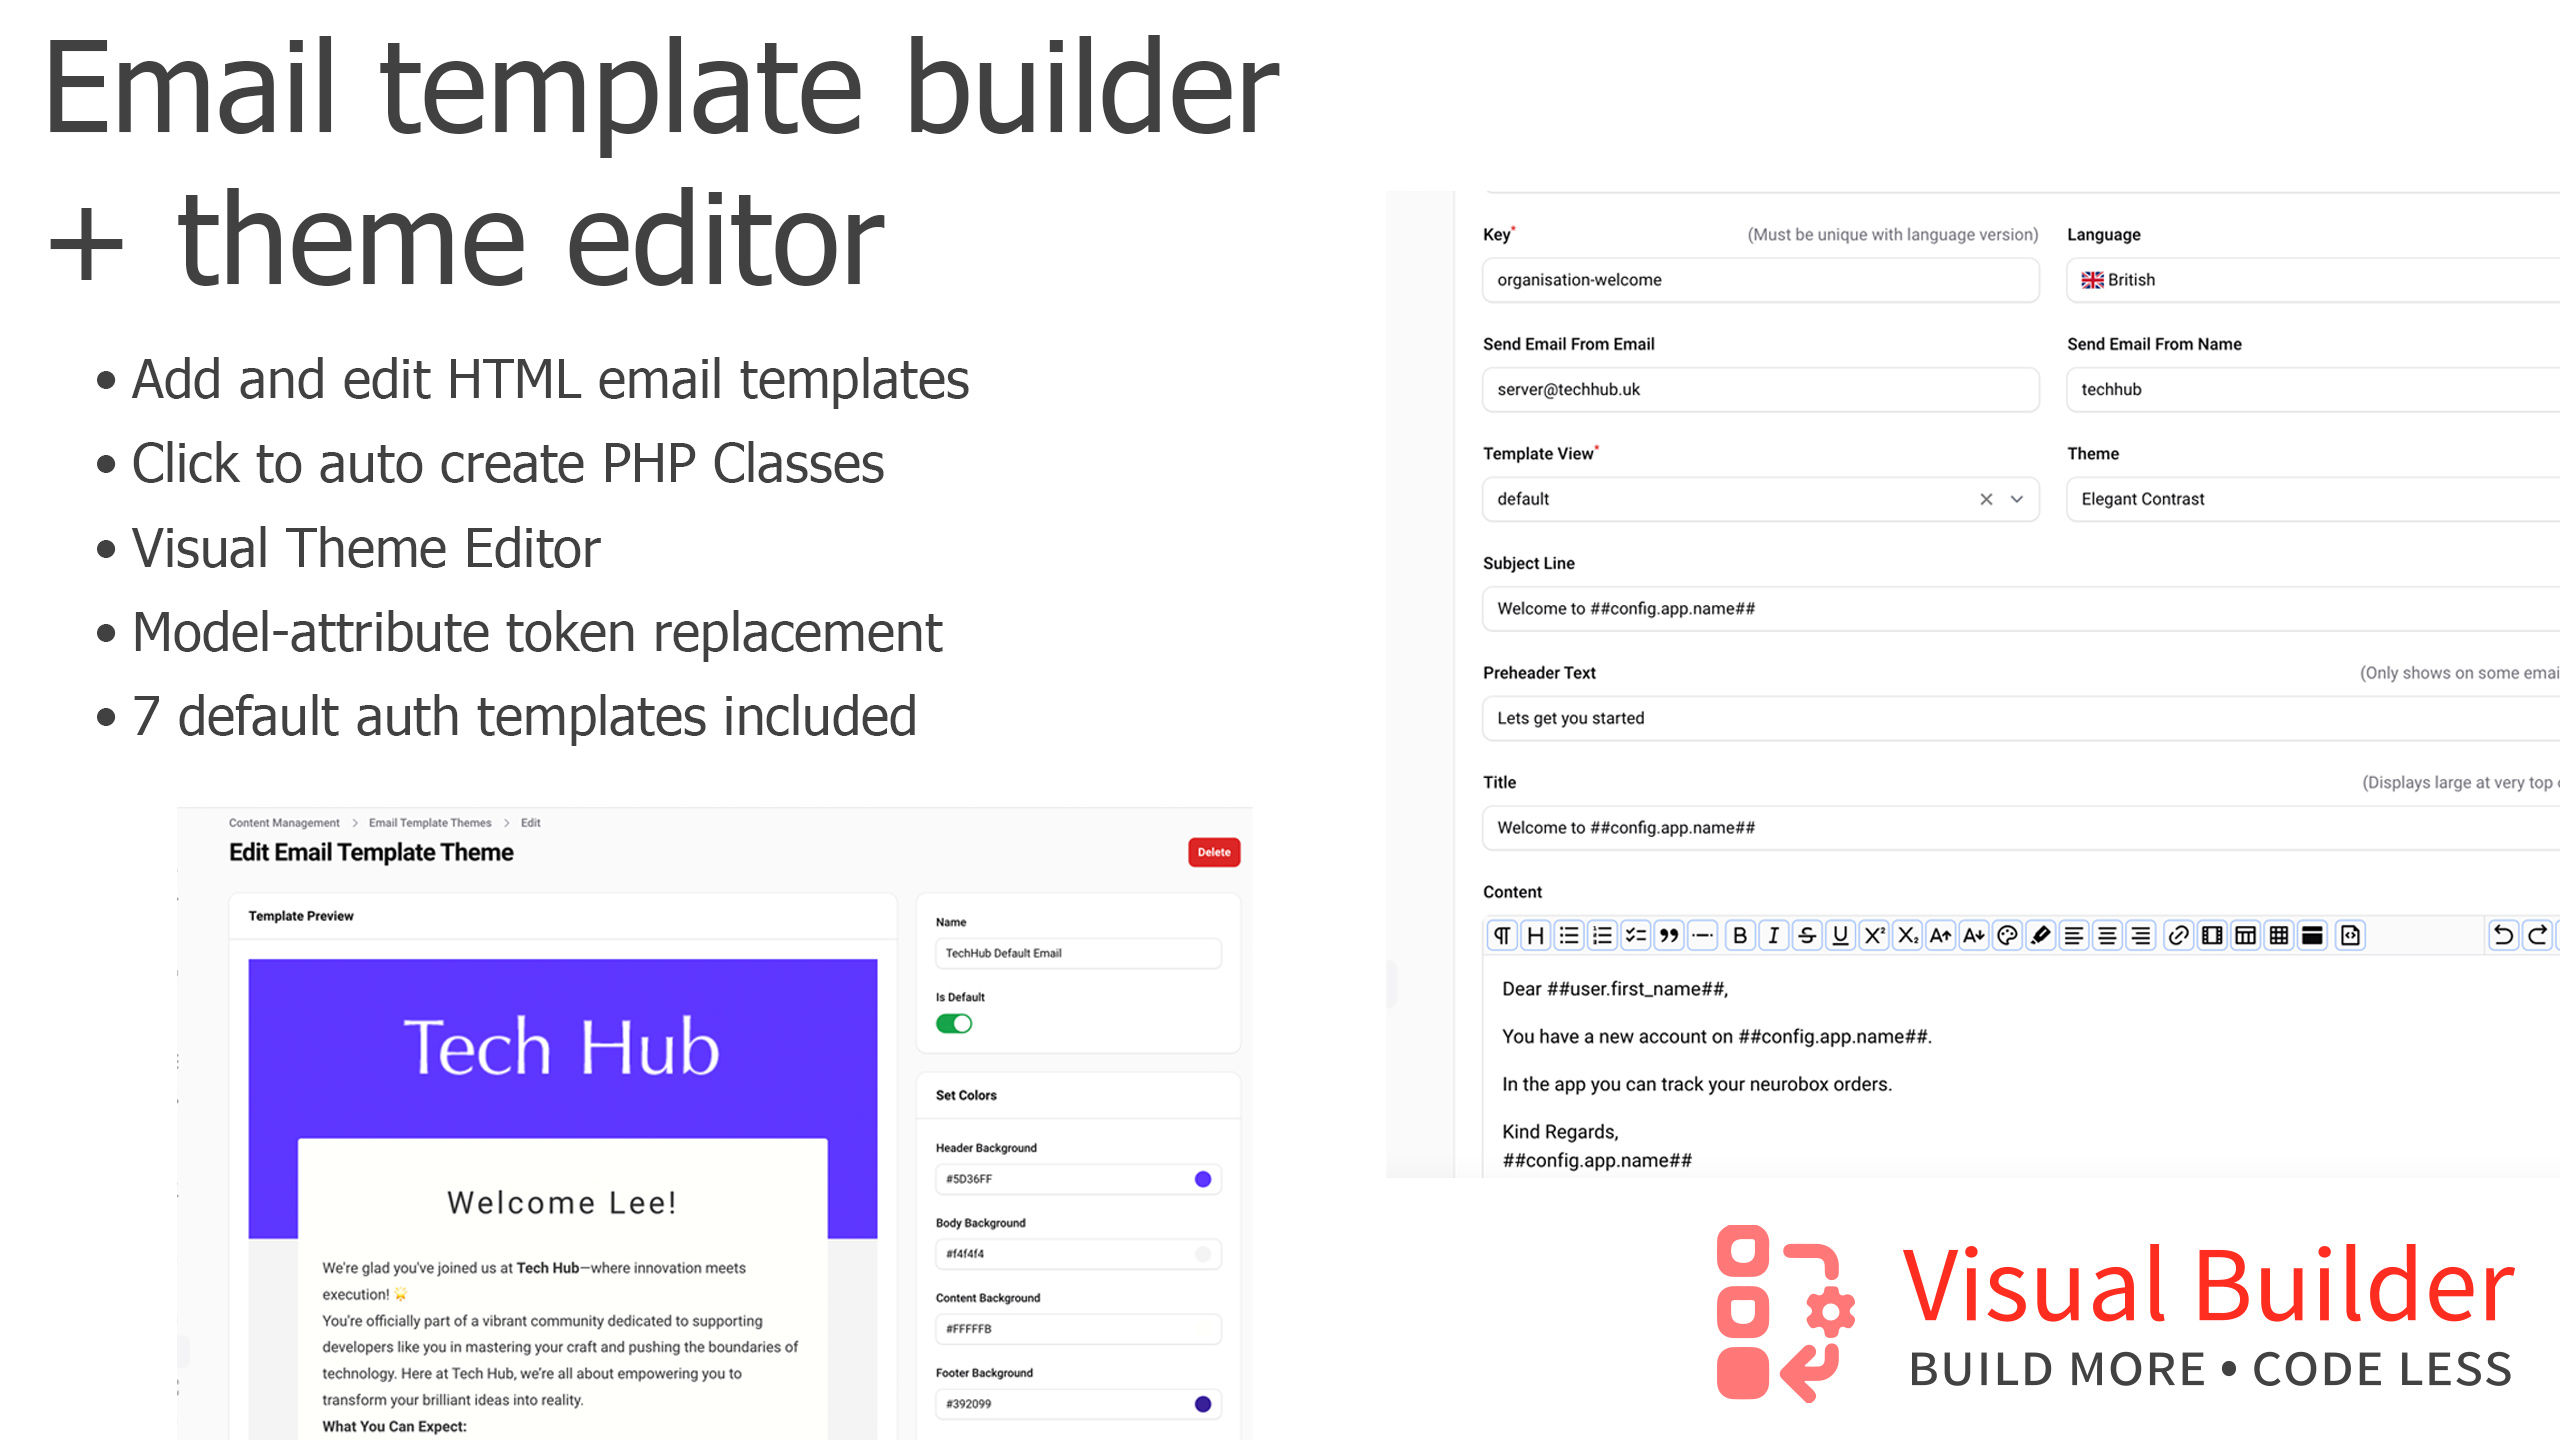 Email template builder
+ theme editor
• Add and edit HTML email templates
• Click to auto create PHP Classes
• Visual Theme Editor
• Model-attribute token replacement
• 7 default auth templates included
Content Management > Email Template Themes > Edit
Edit Email Template Theme
Delete
Template Preview
Tech Hub
Welcome Lee!
We're glad you've joined us at Tech Hub—where innovation meets
execution! 🌟
You're officially part of a vibrant community dedicated to supporting
developers like you in mastering your craft and pushing the boundaries of
technology. Here at Tech Hub, we're all about empowering you to
transform your brilliant ideas into reality.
What You Can Expect:
Name
TechHub Default Email
Is Default
Set Colors
Header Background
#5D36FF
Body Background
#f4f4f4
Content Background
#FFFFFB
Footer Background
#392099
Key* (Must be unique with language version) Language
organisation-welcome 🇬🇧 British
Send Email From Email Send Email From Name
server@techhub.uk techhub
Template View* Theme
default Elegant Contrast
Subject Line
Welcome to ##config.app.name##
Preheader Text (Only shows on some emai
Lets get you started
Title (Displays large at very top
Welcome to ##config.app.name##
Content
Dear ##user.first_name##,
You have a new account on ##config.app.name##.
In the app you can track your neurobox orders.
Kind Regards,
##config.app.name##
Visual Builder
BUILD MORE • CODE LESS